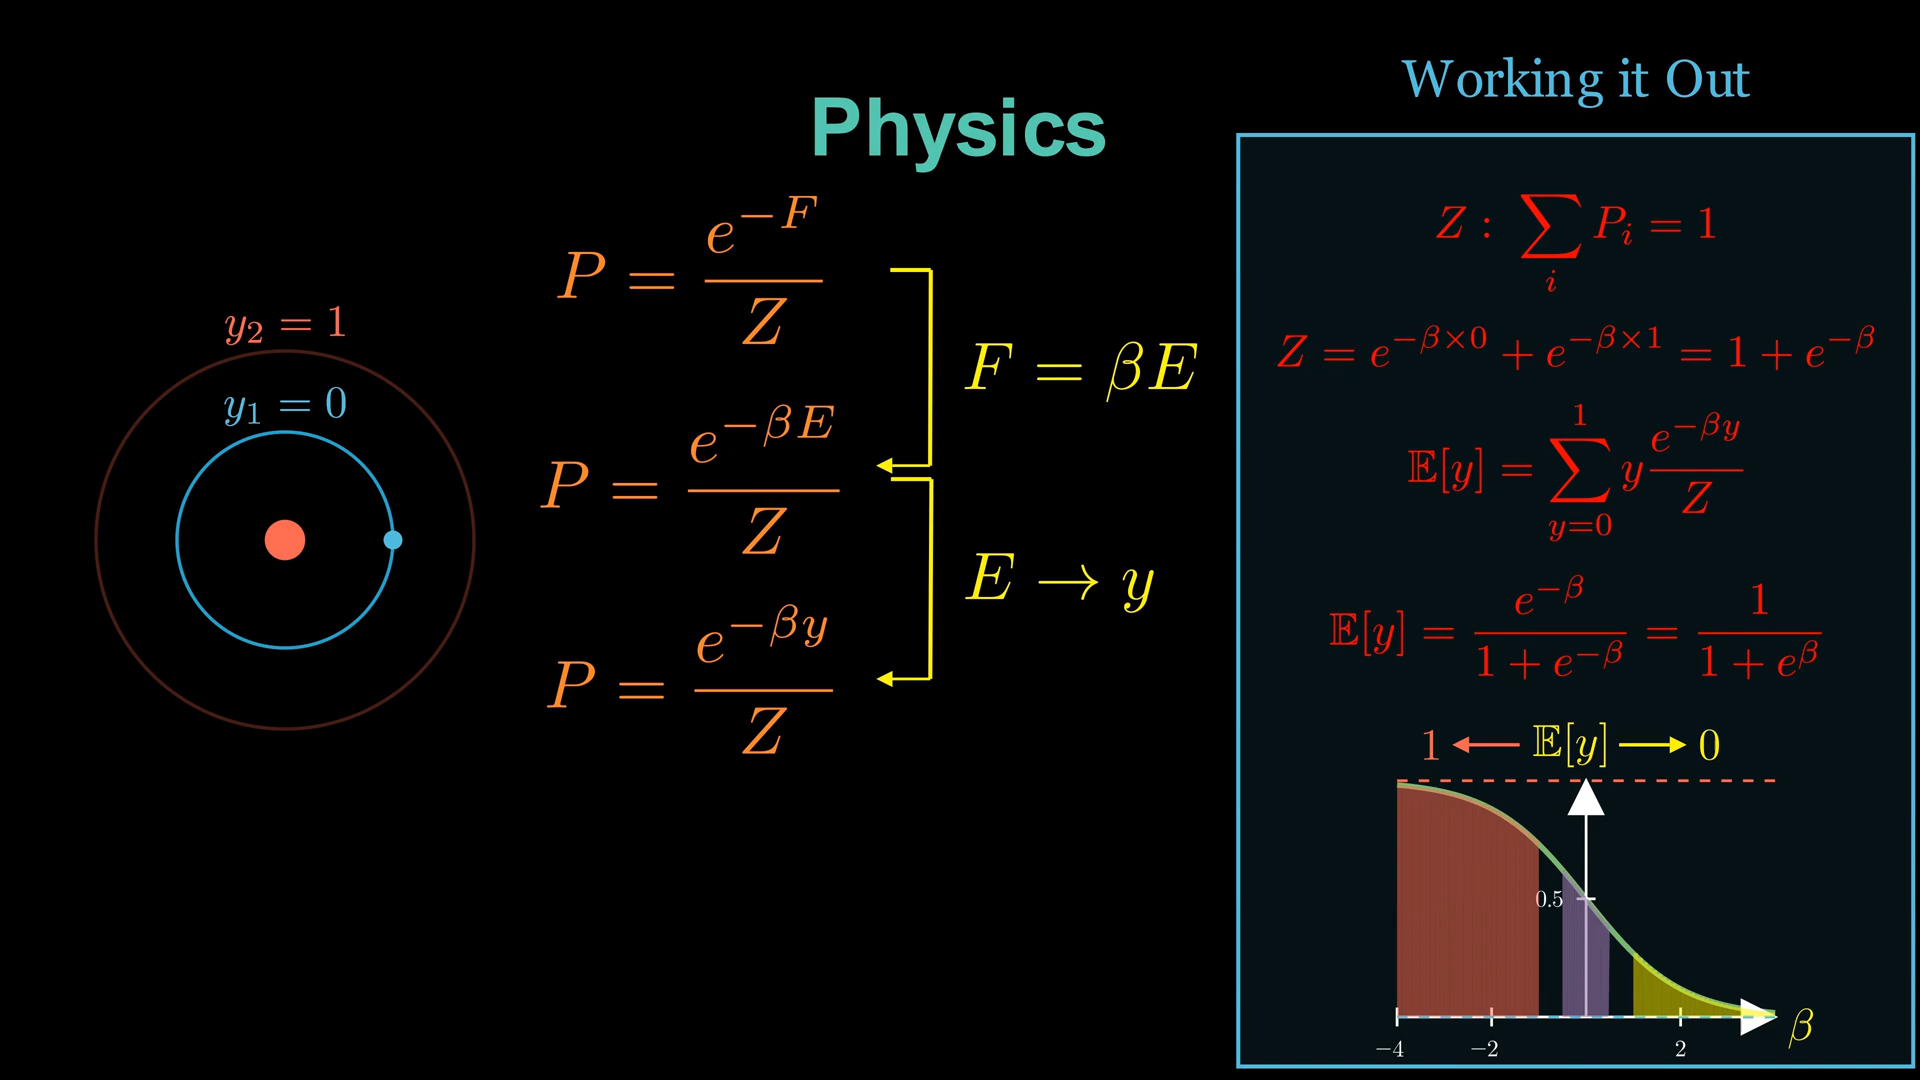 Physics
y₂ = 1
y₁ = 0
P = e^{-F} / Z
F = βE
P = e^{-βE} / Z
E → y
P = e^{-βy} / Z
Working it Out
Z : ∑_i P_i = 1
Z = e^{-β×0} + e^{-β×1} = 1 + e^{-β}
𝔼[y] = ∑_{y=0}^{1} y e^{-βy} / Z
𝔼[y] = e^{-β} / (1 + e^{-β}) = 1 / (1 + e^{β})
1 ← 𝔼[y] → 0
0.5
β
−4 −2 2